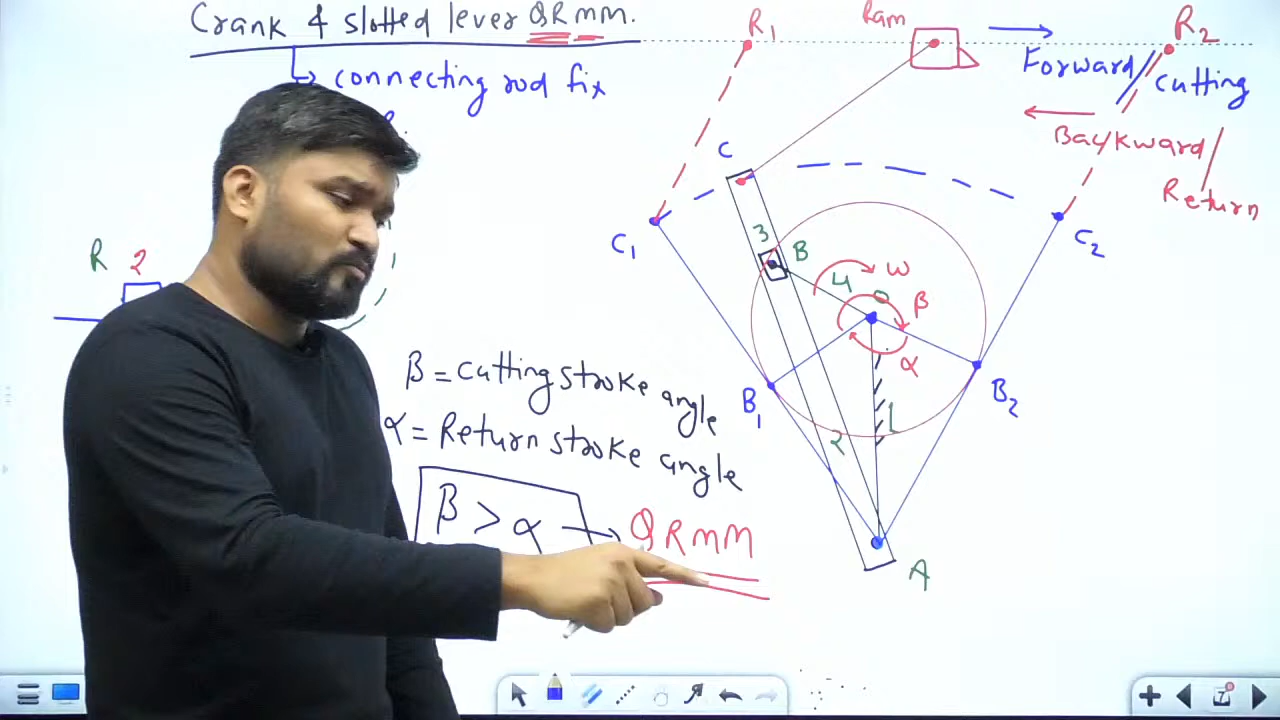 Crank & slotted lever QRMM.
connecting rod fix
R 2
β = cutting stroke angle
α = Return stroke angle
β > α → QRMM
R1
Ram
R2
Forward / cutting
Backward / Return
C
C1
C2
3
B
4
ω
O
β
α
B1
B2
1
2
A
7